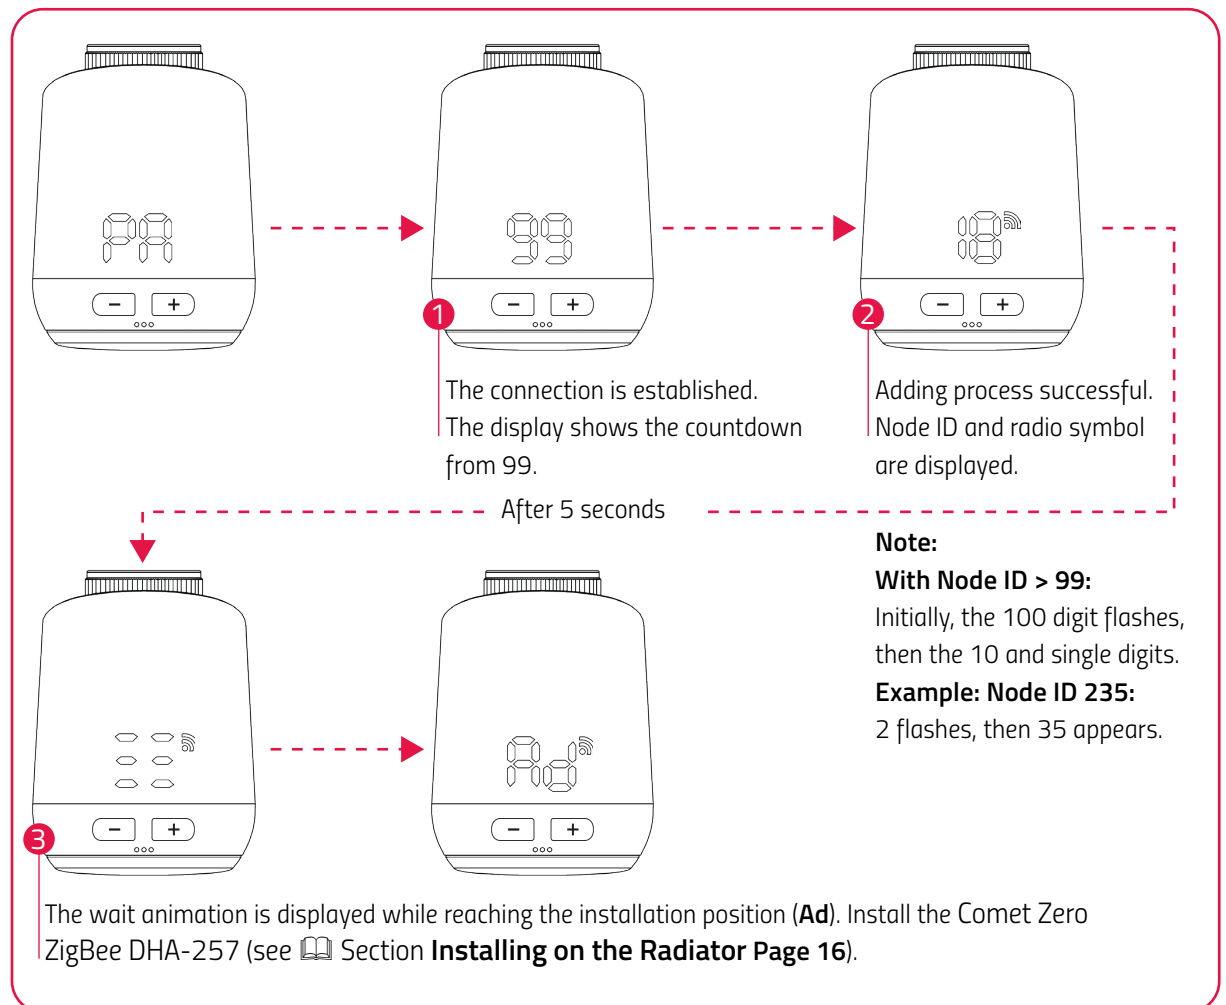 PA
99
18
- +
- +
- +
1
2
The connection is established.
The display shows the countdown
from 99.
Adding process successful.
Node ID and radio symbol
are displayed.
After 5 seconds
Note:
With Node ID > 99:
Initially, the 100 digit flashes,
then the 10 and single digits.
Example: Node ID 235:
2 flashes, then 35 appears.
Ad
- +
- +
3
The wait animation is displayed while reaching the installation position (Ad). Install the Comet Zero
ZigBee DHA-257 (see 🕮 Section Installing on the Radiator Page 16).